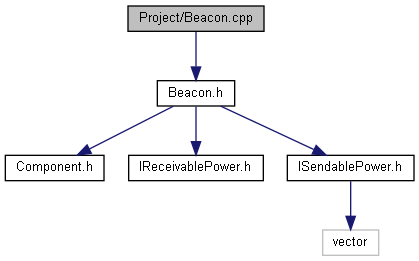 Project/Beacon.cpp
Beacon.h
Component.h
IReceivablePower.h
ISendablePower.h
vector